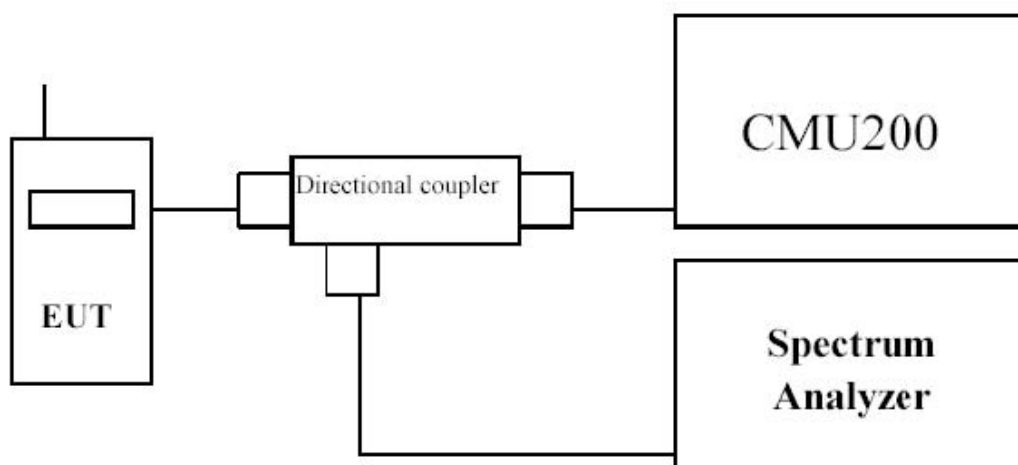 CMU200
Directional coupler
EUT
Spectrum
Analyzer